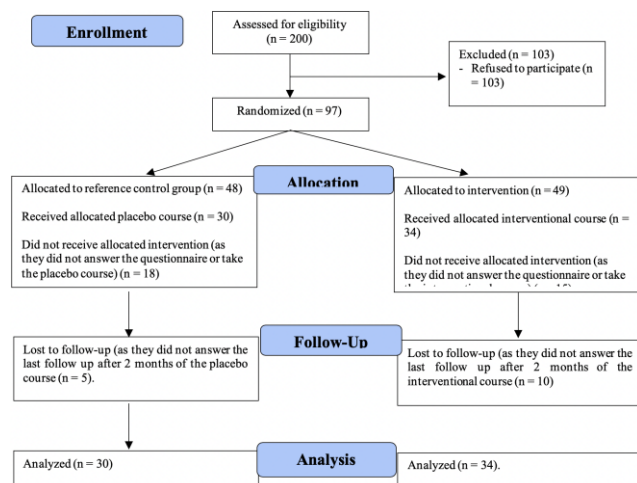 Enrollment
Assessed for eligibility
(n = 200)
Excluded (n = 103)
- Refused to participate (n
= 103)
Randomized (n = 97)
Allocation
Allocated to reference control group (n = 48)
Received allocated placebo course (n = 30)
Did not receive allocated intervention (as
they did not answer the questionnaire or take
the placebo course) (n = 18)
Allocated to intervention (n = 49)
Received allocated interventional course (n =
34)
Did not receive allocated intervention (as
they did not answer the questionnaire or take
Follow-Up
Lost to follow-up (as they did not answer the
last follow up after 2 months of the placebo
course (n = 5).
Lost to follow-up (as they did not answer the
last follow up after 2 months of the
interventional course (n = 10)
Analysis
Analyzed (n = 30)
Analyzed (n = 34).